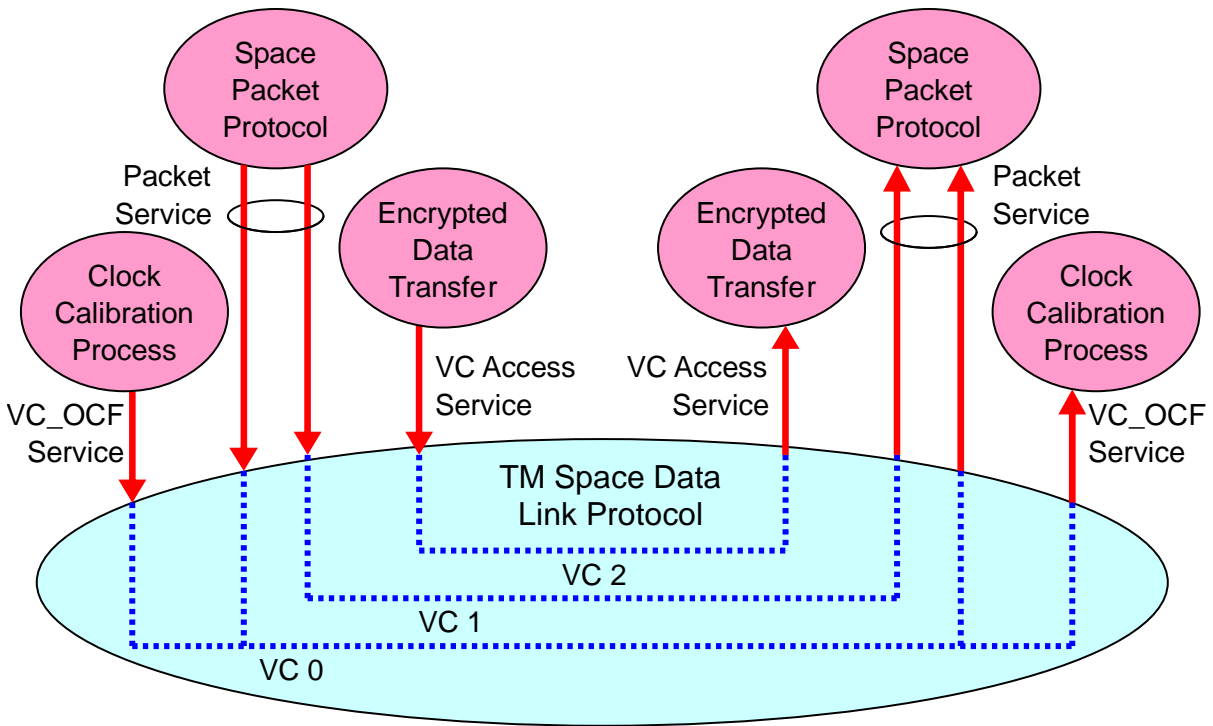 Space
Packet
Protocol
Space
Packet
Protocol
Packet
Service
Packet
Service
Encrypted
Data
Transfer
Encrypted
Data
Transfer
Clock
Calibration
Process
Clock
Calibration
Process
VC Access
Service
VC Access
Service
VC_OCF
Service
VC_OCF
Service
TM Space Data
Link Protocol
VC 2
VC 1
VC 0